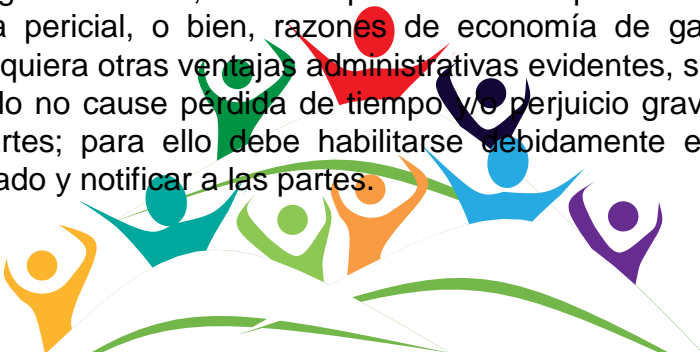 a pericial, o bien, razones de economía de ga
quiera otras ventajas administrativas evidentes, s
lo no cause pérdida de tiempo y/o perjuicio grav
rtes; para ello debe habilitarse debidamente e
ado y notificar a las partes.